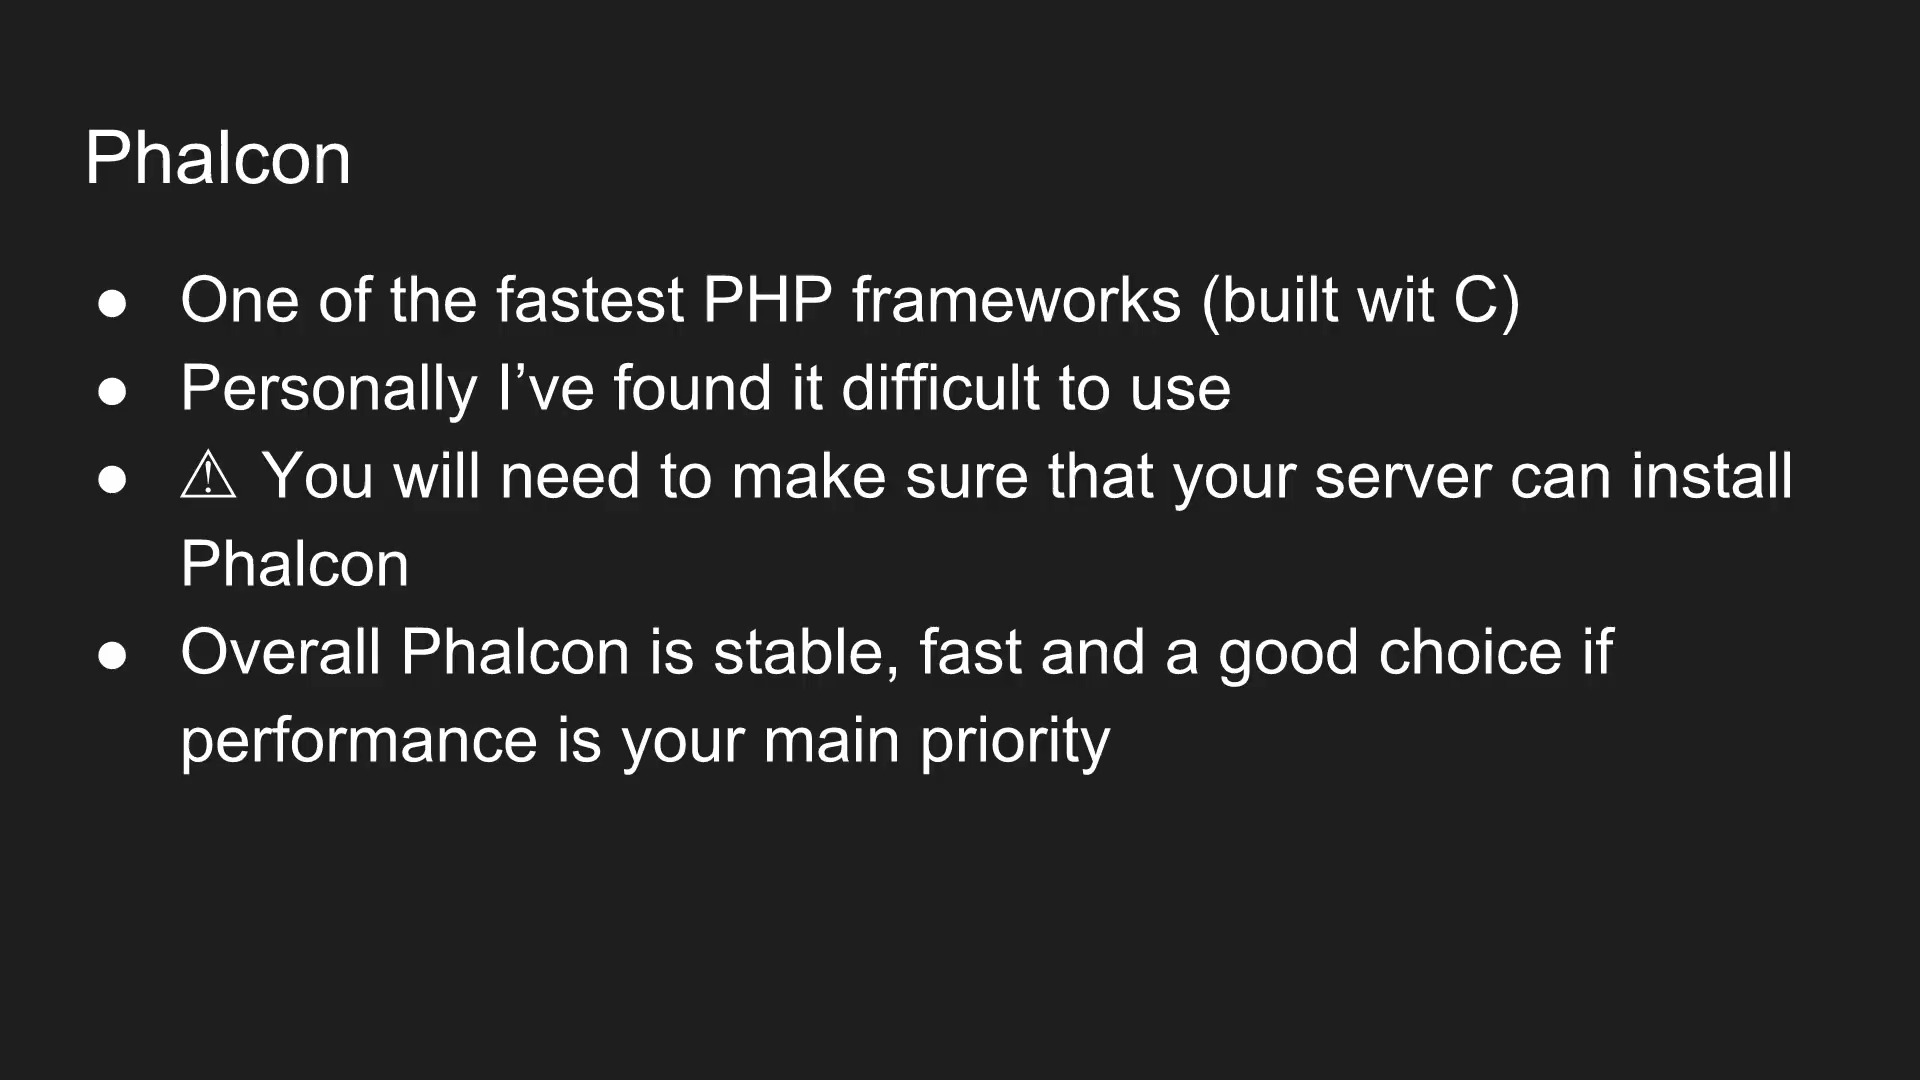 Phalcon
● One of the fastest PHP frameworks (built wit C)
● Personally I’ve found it difficult to use
● ⚠ You will need to make sure that your server can install
Phalcon
● Overall Phalcon is stable, fast and a good choice if
performance is your main priority